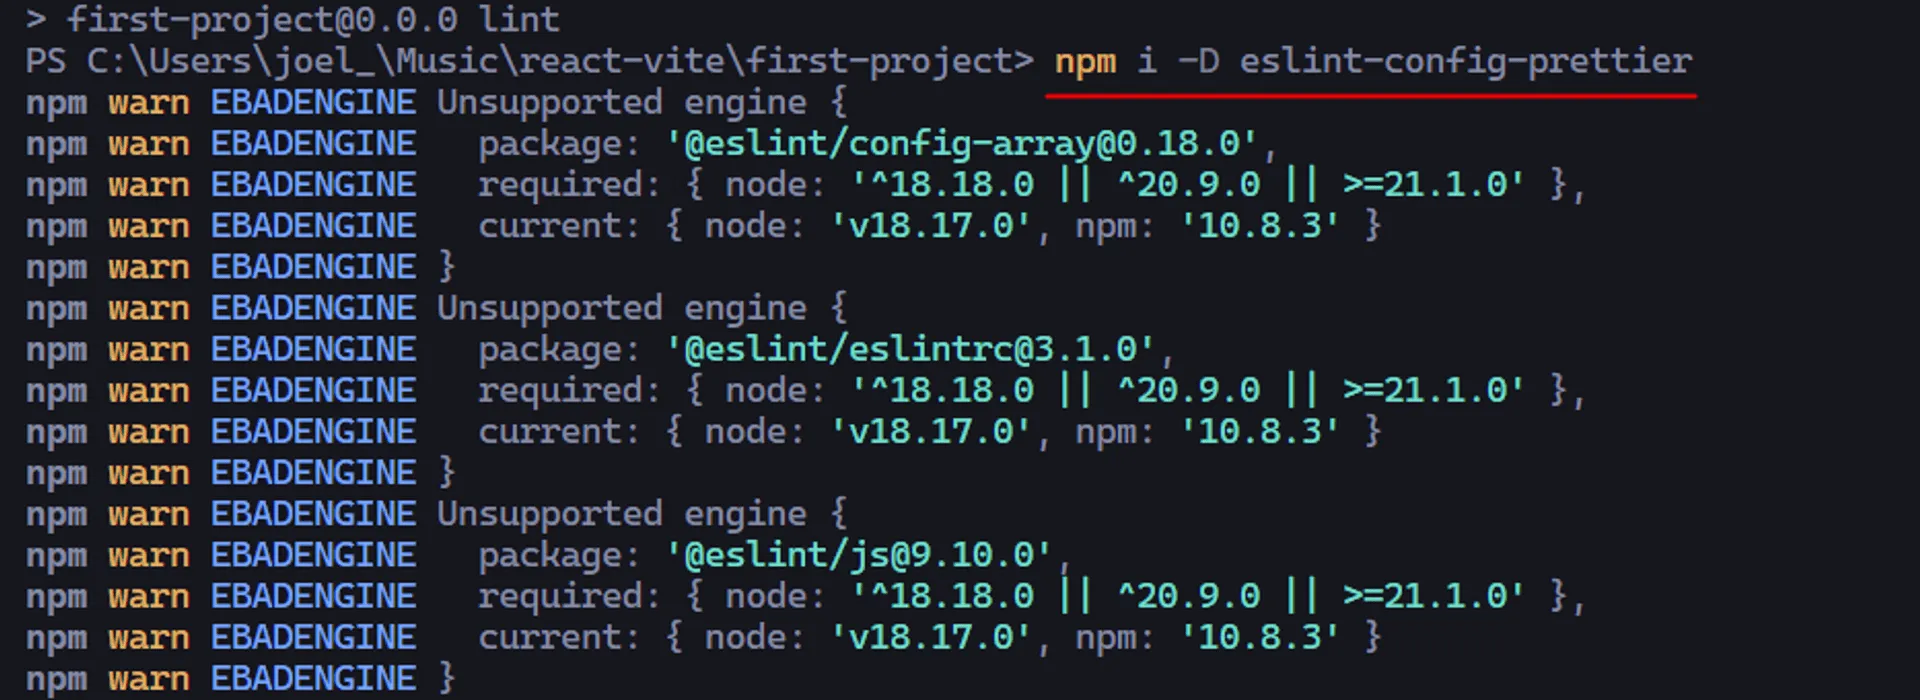 > first-project@0.0.0 lint
PS C:\Users\joel_\Music\react-vite\first-project> npm i -D eslint-config-prettier
npm warn EBADENGINE Unsupported engine {
npm warn EBADENGINE   package: '@eslint/config-array@0.18.0',
npm warn EBADENGINE   required: { node: '^18.18.0 || ^20.9.0 || >=21.1.0' },
npm warn EBADENGINE   current: { node: 'v18.17.0', npm: '10.8.3' }
npm warn EBADENGINE }
npm warn EBADENGINE Unsupported engine {
npm warn EBADENGINE   package: '@eslint/eslintrc@3.1.0',
npm warn EBADENGINE   required: { node: '^18.18.0 || ^20.9.0 || >=21.1.0' },
npm warn EBADENGINE   current: { node: 'v18.17.0', npm: '10.8.3' }
npm warn EBADENGINE }
npm warn EBADENGINE Unsupported engine {
npm warn EBADENGINE   package: '@eslint/js@9.10.0',
npm warn EBADENGINE   required: { node: '^18.18.0 || ^20.9.0 || >=21.1.0' },
npm warn EBADENGINE   current: { node: 'v18.17.0', npm: '10.8.3' }
npm warn EBADENGINE }